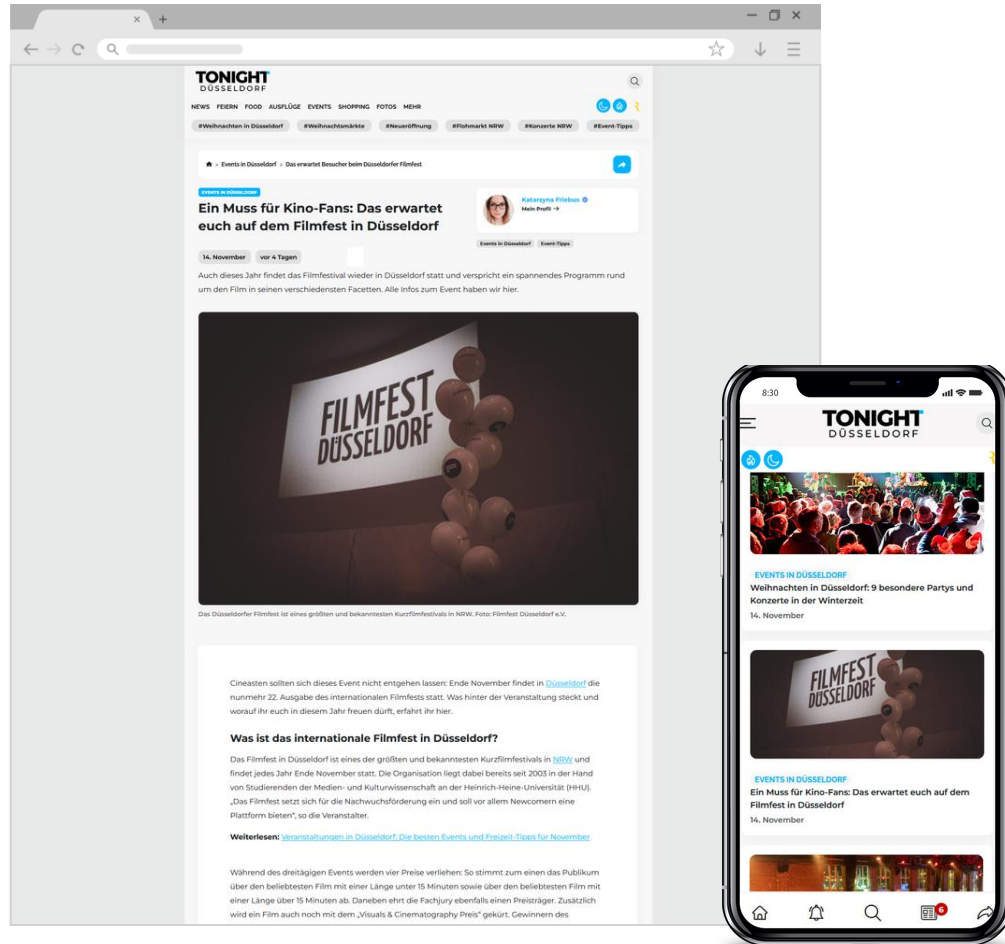 TONIGHT
DÜSSELDORF
NEWS FEIERN FOOD AUSFLÜGE EVENTS SHOPPING FOTOS MEHR
#Weihnachten in Düsseldorf #Weihnachtsmärkte #Neueröffnung #Flohmarkt NRW #Konzerte NRW #Event-Tipps
> Events in Düsseldorf > Das erwartet Besucher beim Düsseldorfer Filmfest
EVENTS IN DÜSSELDORF
Ein Muss für Kino-Fans: Das erwartet
euch auf dem Filmfest in Düsseldorf
Katarzyna Friebus
Mein Profil →
Events in Düsseldorf Event-Tipps
14. November vor 4 Tagen
Auch dieses Jahr findet das Filmfestival wieder in Düsseldorf statt und verspricht ein spannendes Programm rund
um den Film in seinen verschiedensten Facetten. Alle Infos zum Event haben wir hier.
FILMFEST
DÜSSELDORF
Das Düsseldorfer Filmfest ist eines größten und bekanntesten Kurzfilmfestivals in NRW. Foto: Filmfest Düsseldorf e.V.
Cineasten sollten sich dieses Event nicht entgehen lassen: Ende November findet in Düsseldorf die
nunmehr 22. Ausgabe des internationalen Filmfests statt. Was hinter der Veranstaltung steckt und
worauf ihr euch in diesem Jahr freuen dürft, erfahrt ihr hier.
Was ist das internationale Filmfest in Düsseldorf?
Das Filmfest in Düsseldorf ist eines der größten und bekanntesten Kurzfilmfestivals in NRW und
findet jedes Jahr Ende November statt. Die Organisation liegt dabei bereits seit 2003 in der Hand
von Studierenden der Medien- und Kulturwissenschaft an der Heinrich-Heine-Universität (HHU).
„Das Filmfest setzt sich für die Nachwuchsförderung ein und soll vor allem Newcomern eine
Plattform bieten“, so die Veranstalter.
Weiterlesen: Veranstaltungen in Düsseldorf: Die besten Events und Freizeit-Tipps für November
Während des dreitägigen Events werden vier Preise verliehen: So stimmt zum einen das Publikum
über den beliebtesten Film mit einer Länge unter 15 Minuten sowie über den beliebtesten Film mit
einer Länge über 15 Minuten ab. Daneben ehrt die Fachjury ebenfalls einen Preisträger. Zusätzlich
wird ein Film auch noch mit dem „Visuals & Cinematography Preis“ gekürt. Gewinnern des
8:30
TONIGHT
DÜSSELDORF
EVENTS IN DÜSSELDORF
Weihnachten in Düsseldorf: 9 besondere Partys und
Konzerte in der Winterzeit
14. November
FILMFEST
DÜSSELDORF
EVENTS IN DÜSSELDORF
Ein Muss für Kino-Fans: Das erwartet euch auf dem
Filmfest in Düsseldorf
14. November
6